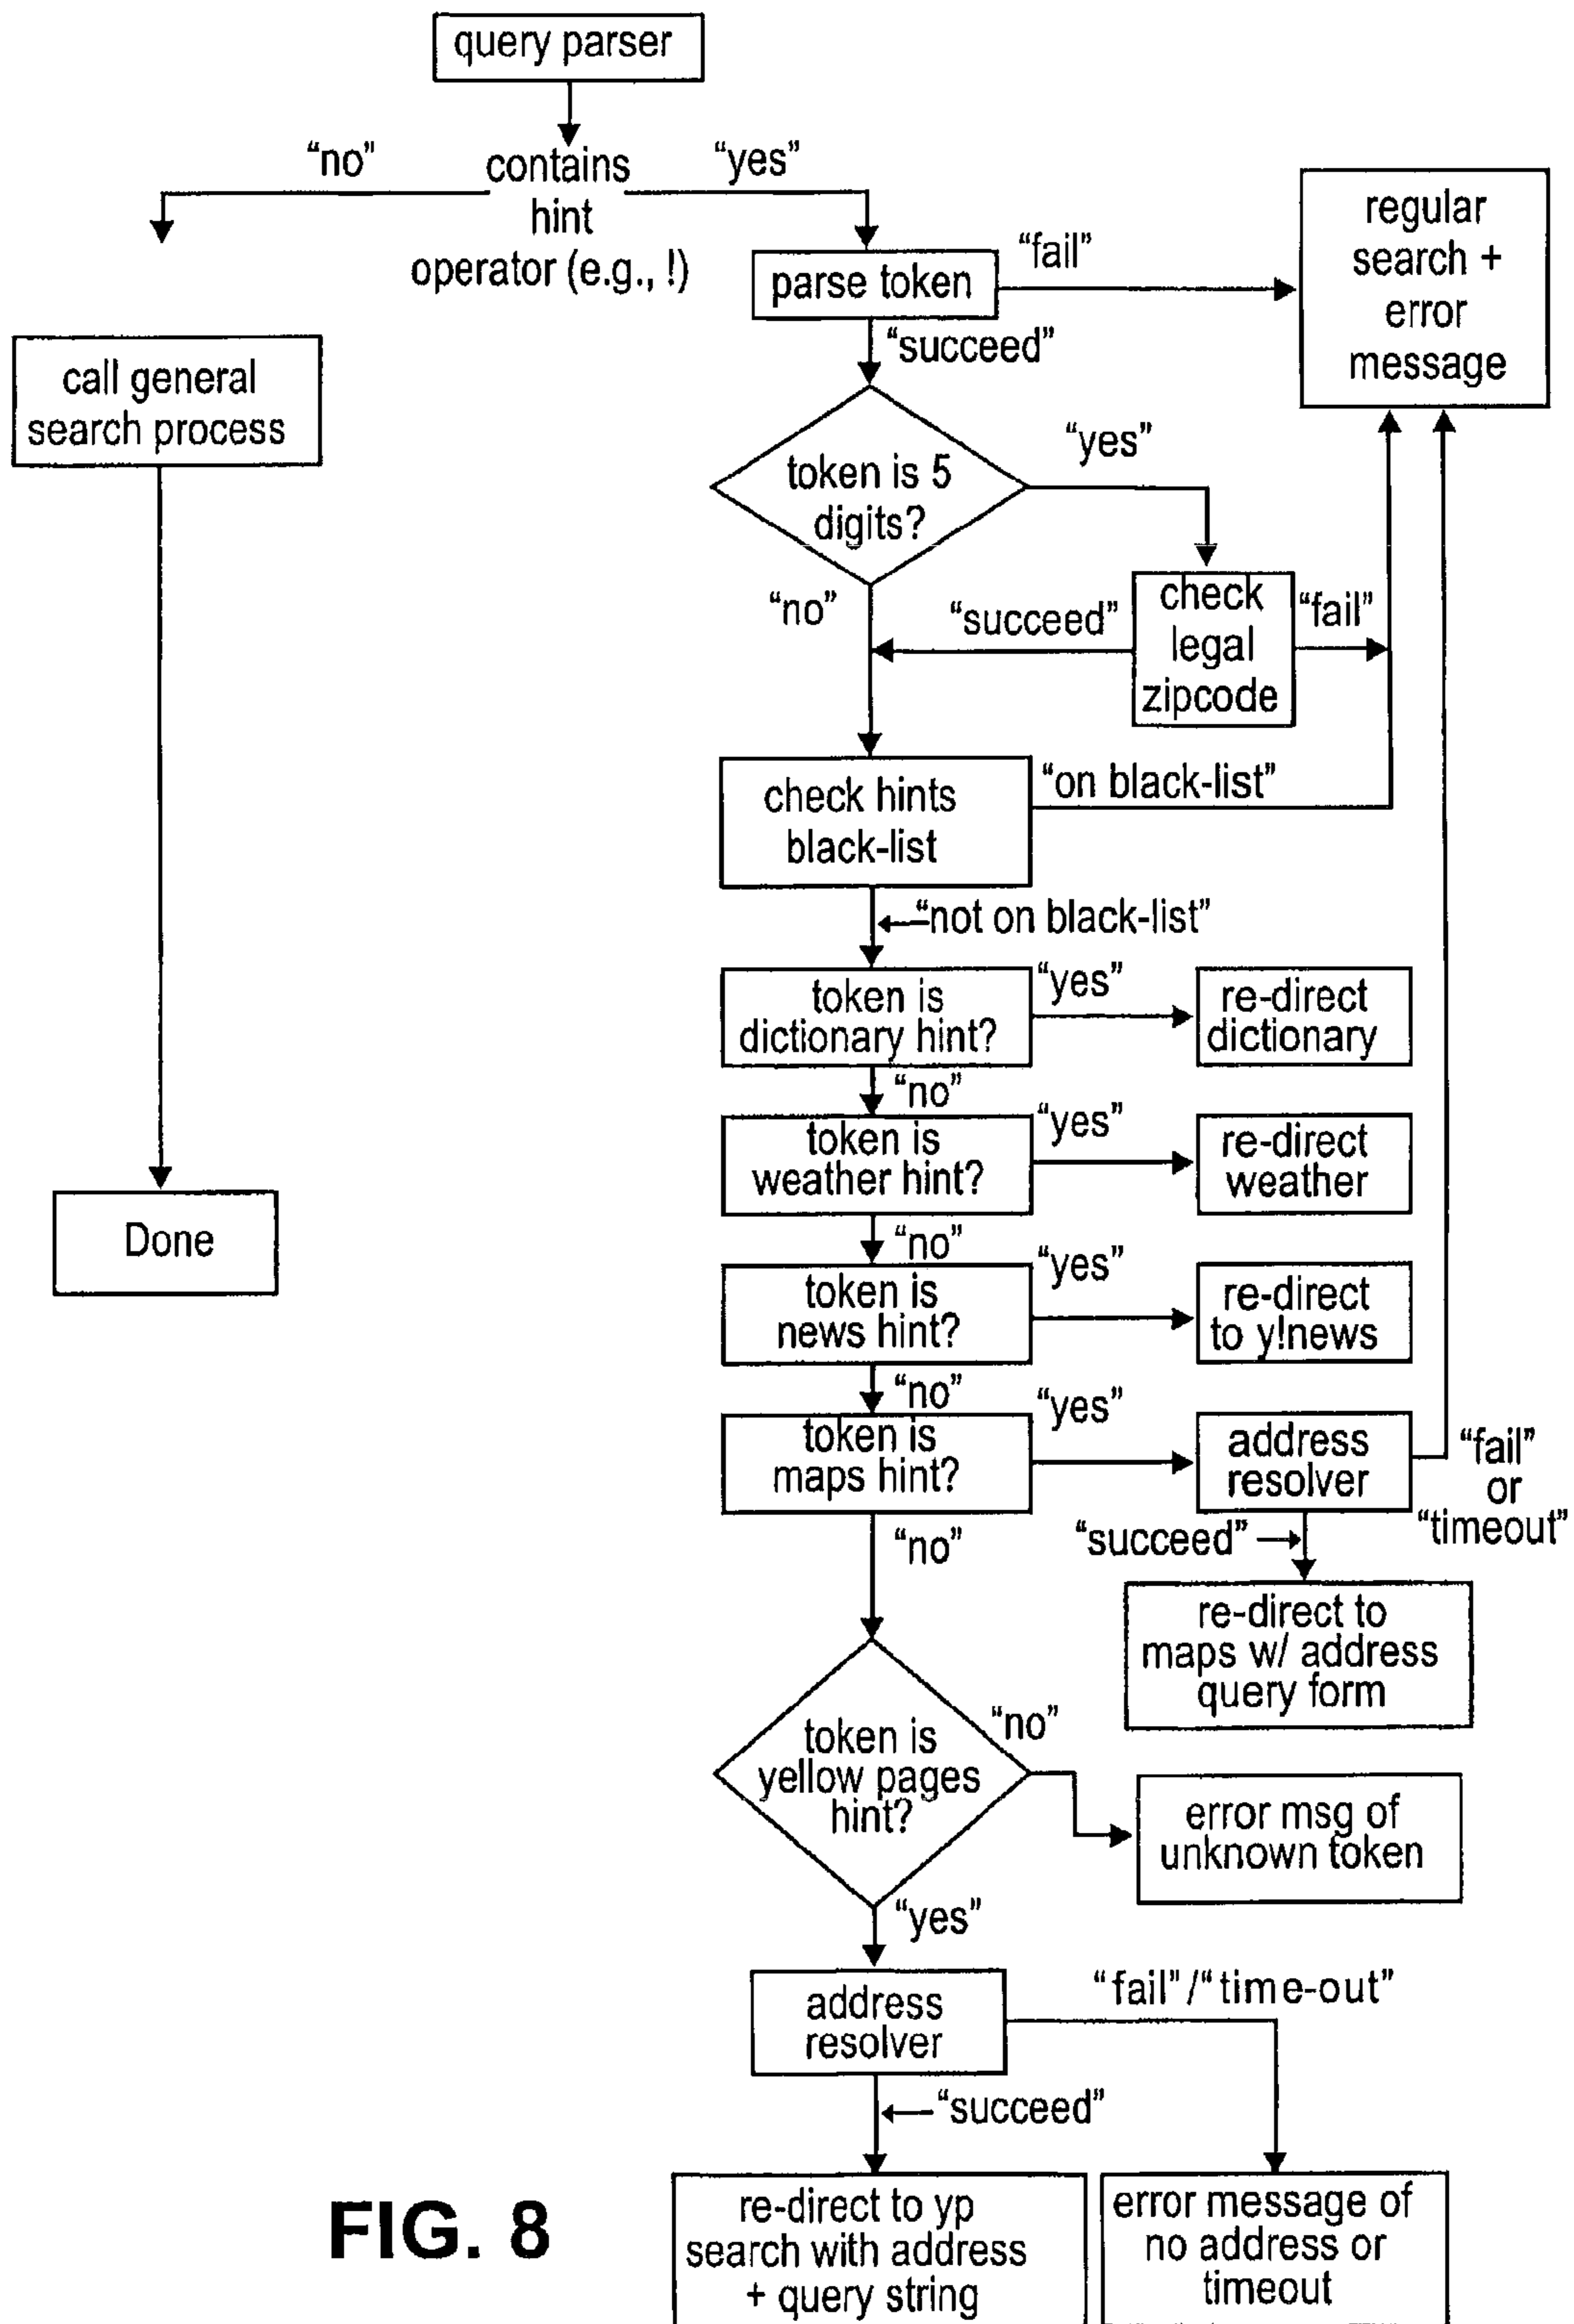 query parser
“no”
contains
hint
operator (e.g., !)
“yes”
parse token
“fail”
regular
search +
error
message
“succeed”
call general
search process
token is 5
digits?
“yes”
“no”
“succeed”
check
legal
zipcode
“fail”
check hints
black-list
“on black-list”
“not on black-list”
token is
dictionary hint?
“yes”
re-direct
dictionary
“no”
token is
weather hint?
“yes”
re-direct
weather
Done
“no”
token is
news hint?
“yes”
re-direct
to y!news
“no”
token is
maps hint?
“yes”
address
resolver
“fail”
or
“timeout”
“succeed”
“no”
re-direct to
maps w/ address
query form
token is
yellow pages
hint?
“no”
error msg of
unknown token
“yes”
address
resolver
“fail”/“time-out”
“succeed”
re-direct to yp
search with address
+ query string
error message of
no address or
timeout
FIG. 8